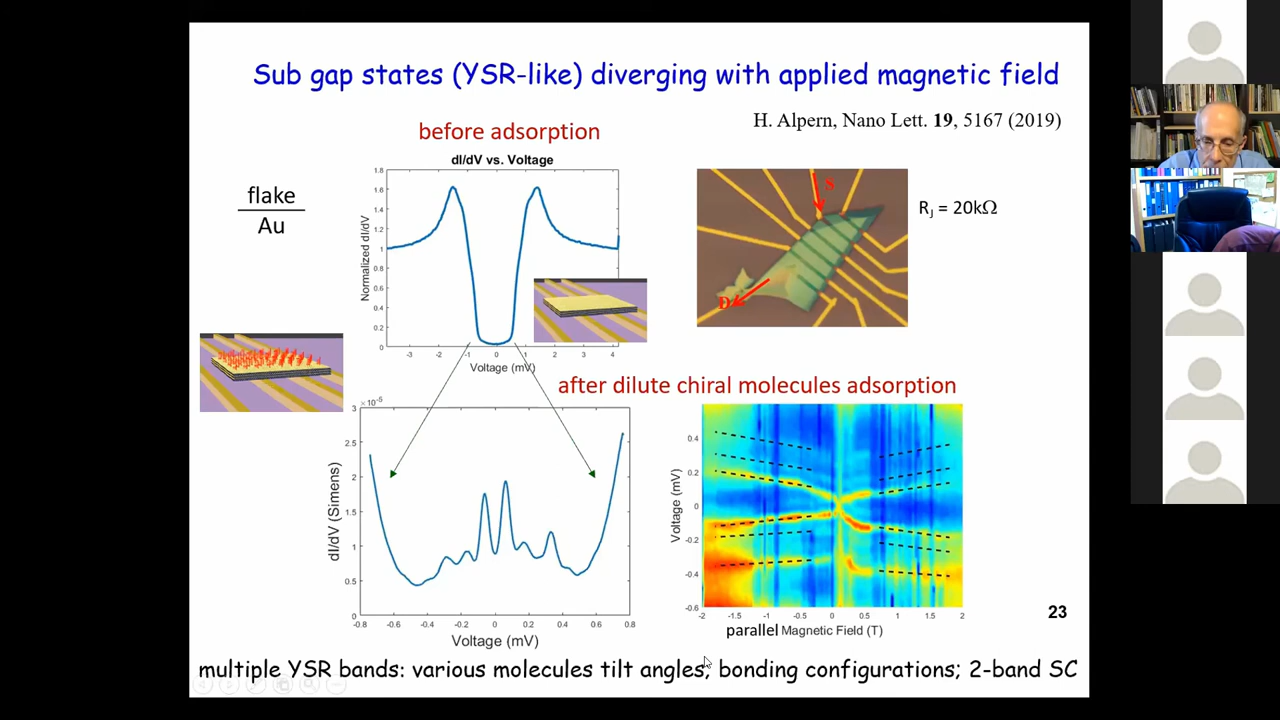 Sub gap states (YSR-like) diverging with applied magnetic field
H. Alpern, Nano Lett. 19, 5167 (2019)
before adsorption
dI/dV vs. Voltage
flake
Au
Normalized dI/dV
1.8
1.6
1.4
1.2
1
0.8
0.6
0.4
0.2
0
-3 -2 -1 0 1 2 3 4
Voltage (mV)
S
D
RJ = 20kΩ
after dilute chiral molecules adsorption
×10-5
dI/dV (Simens)
3
2.5
2
1.5
1
0.5
0
-0.8 -0.6 -0.4 -0.2 0 0.2 0.4 0.6 0.8
Voltage (mV)
Voltage (mV)
0.4
0.2
0
-0.2
-0.4
-0.6
-2 -1.5 -1 -0.5 0 0.5 1 1.5 2
parallel Magnetic Field (T)
23
multiple YSR bands: various molecules tilt angles; bonding configurations; 2-band SC